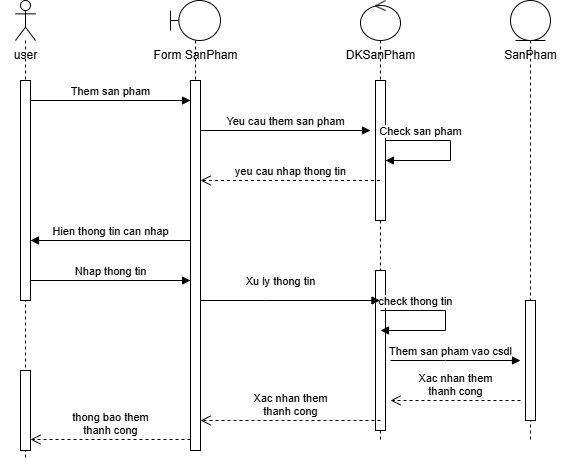 user
Form SanPham
DKSanPham
SanPham
Them san pham
Yeu cau them san pham
Check san pham
yeu cau nhap thong tin
Hien thong tin can nhap
Nhap thong tin
Xu ly thong tin
check thong tin
Them san pham vao csdl
Xac nhan them
thanh cong
Xac nhan them
thanh cong
thong bao them
thanh cong